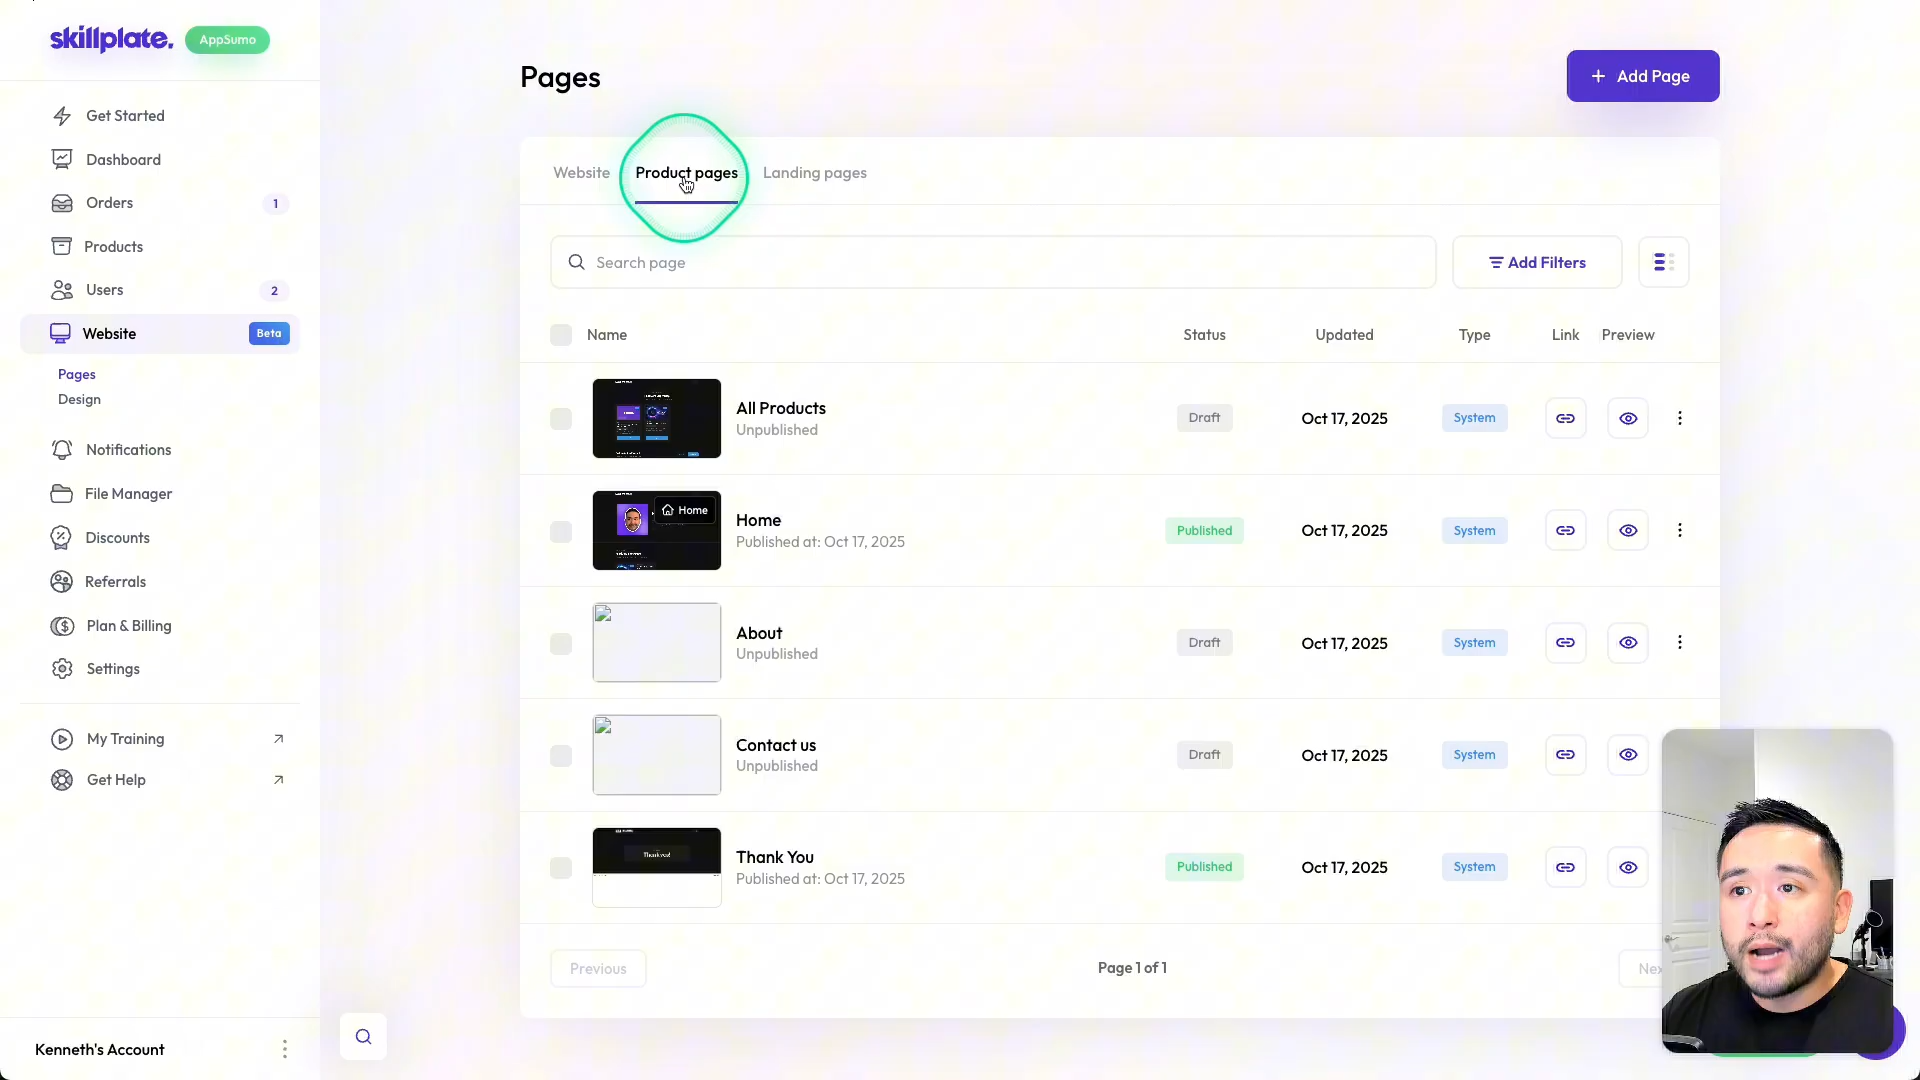 skillplate.
AppSumo
Get Started
Dashboard
Orders
1
Products
Users
2
Website
Beta
Pages
Design
Notifications
File Manager
Discounts
Referrals
Plan & Billing
Settings
My Training
Get Help
Kenneth's Account
Pages
+ Add Page
Website
Product pages
Landing pages
Search page
Add Filters
Name
Status
Updated
Type
Link
Preview
All Products
Unpublished
Draft
Oct 17, 2025
System
Home
Home
Published at: Oct 17, 2025
Published
Oct 17, 2025
System
About
Unpublished
Draft
Oct 17, 2025
System
Contact us
Unpublished
Draft
Oct 17, 2025
System
Thank you!
Thank You
Published at: Oct 17, 2025
Published
Oct 17, 2025
System
Previous
Page 1 of 1